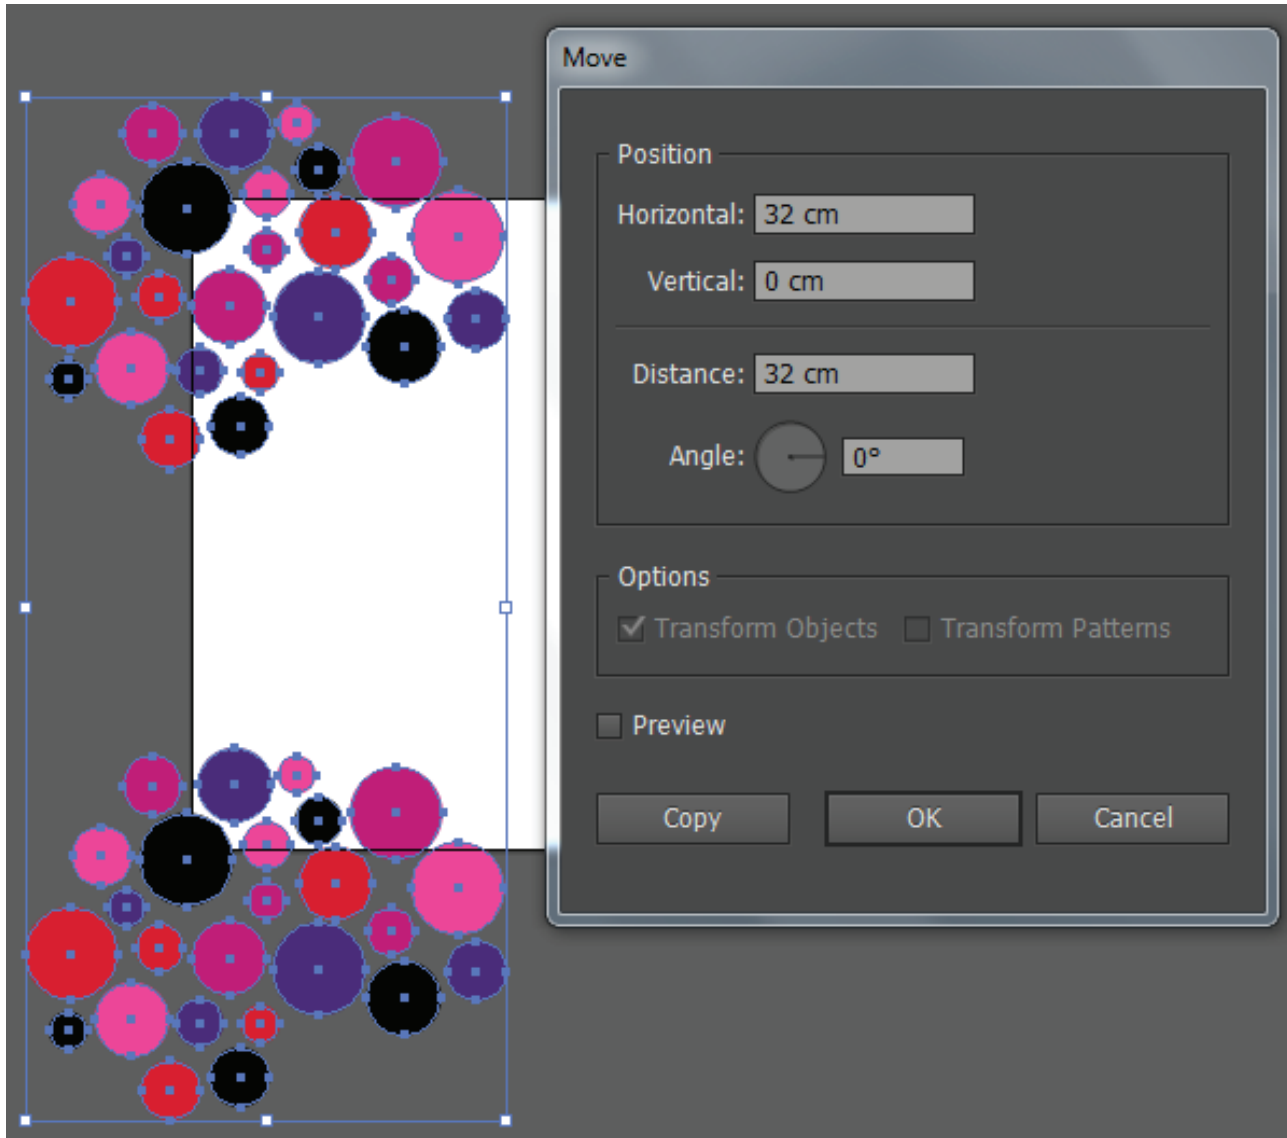 Move
Position
Horizontal: 32 cm
Vertical: 0 cm
Distance: 32 cm
Angle: 0°
Options
Transform Objects Transform Patterns
Preview
Copy OK Cancel